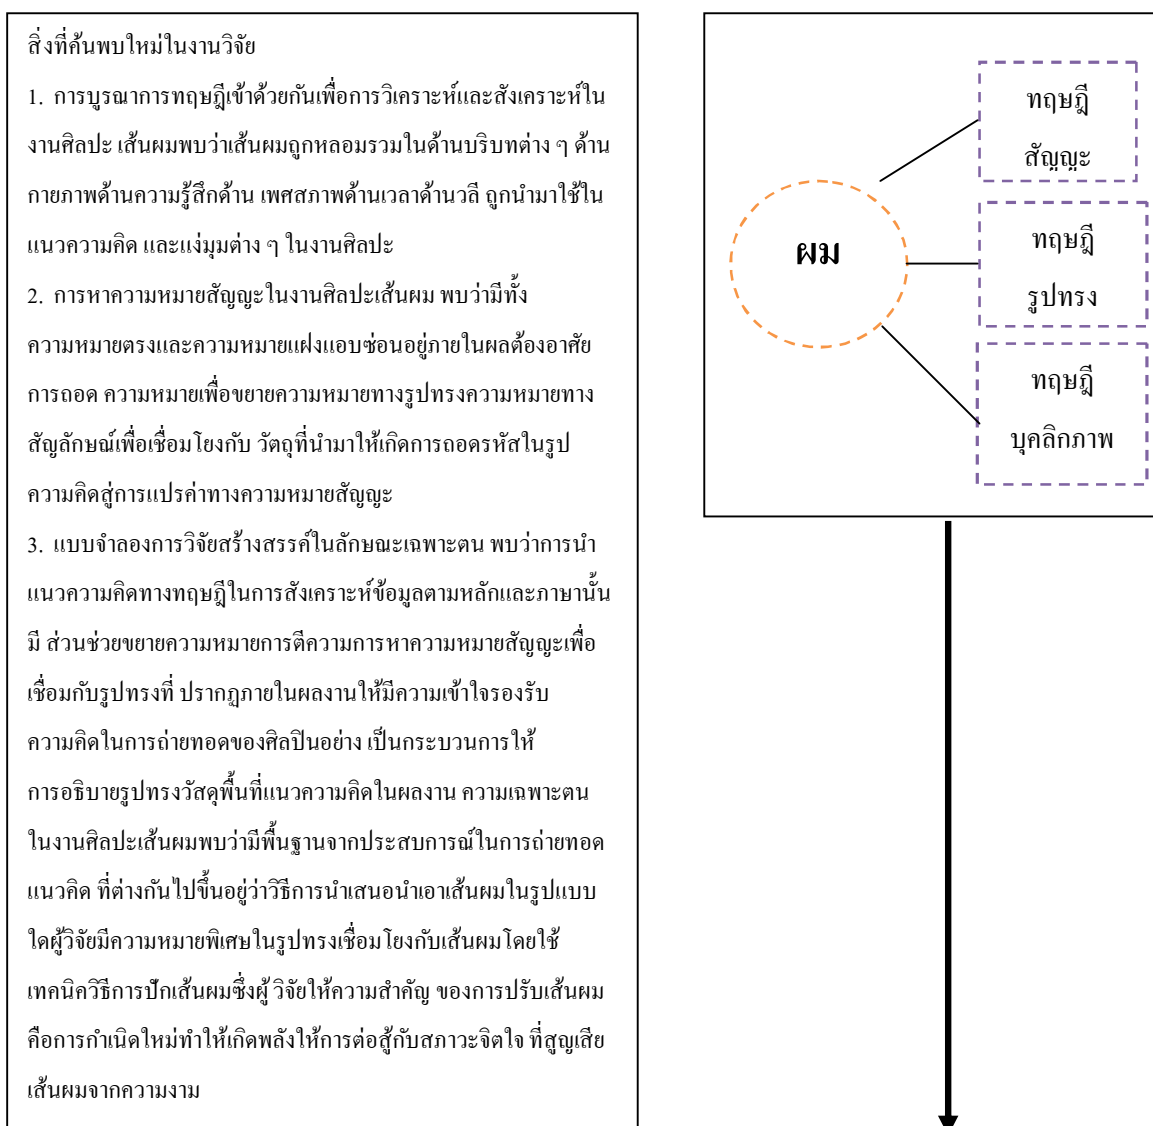 สิ่งที่ค้นพบใหม่ในงานวิจัย
1. การบูรณาการทฤษฎีเข้าด้วยกันเพื่อการวิเคราะห์และสังเคราะห์ใน
งานศิลปะ เส้นผมพบว่าเส้นผมถูกหลอมรวมในด้านบริบทต่าง ๆ ด้าน
กายภาพด้านความรู้สึกด้าน เพศสภาพด้านเวลาด้านวลี ถูกนำมาใช้ใน
แนวความคิด และแง่มุมต่าง ๆ ในงานศิลปะ
2. การหาความหมายสัญญะในงานศิลปะเส้นผม พบว่ามีทั้ง
ความหมายตรงและความหมายแฝงแอบซ่อนอยู่ภายในผลต้องอาศัย
การถอด ความหมายเพื่อขยายความหมายทางรูปทรงความหมายทาง
สัญลักษณ์เพื่อเชื่อมโยงกับ วัตถุที่นำมาให้เกิดการถอดรหัสในรูป
ความคิดสู่การแปรค่าทางความหมายสัญญะ
3. แบบจำลองการวิจัยสร้างสรรค์ในลักษณะเฉพาะตน พบว่าการนำ
แนวความคิดทางทฤษฎีในการสังเคราะห์ข้อมูลตามหลักและภาษานั้น
มี ส่วนช่วยขยายความหมายการตีความการหาความหมายสัญญะเพื่อ
เชื่อมกับรูปทรงที่ ปรากฏภายในผลงานให้มีความเข้าใจรองรับ
ความคิดในการถ่ายทอดของศิลปินอย่าง เป็นกระบวนการให้
การอธิบายรูปทรงวัสดุพื้นที่แนวความคิดในผลงาน ความเฉพาะตน
ในงานศิลปะเส้นผมพบว่ามีพื้นฐานจากประสบการณ์ในการถ่ายทอด
แนวคิด ที่ต่างกันไปขึ้นอยู่ว่าวิธีการนำเสนอนำเอาเส้นผมในรูปแบบ
ใดผู้วิจัยมีความหมายพิเศษในรูปทรงเชื่อมโยงกับเส้นผมโดยใช้
เทคนิควิธีการปักเส้นผมซึ่งผู้ วิจัยให้ความสำคัญ ของการปรับเส้นผม
คือการกำเนิดใหม่ทำให้เกิดพลังให้การต่อสู้กับสภาวะจิตใจ ที่สูญเสีย
เส้นผมจากความงาม
ผม
ทฤษฎี
สัญญะ
ทฤษฎี
รูปทรง
ทฤษฎี
บุคลิกภาพ